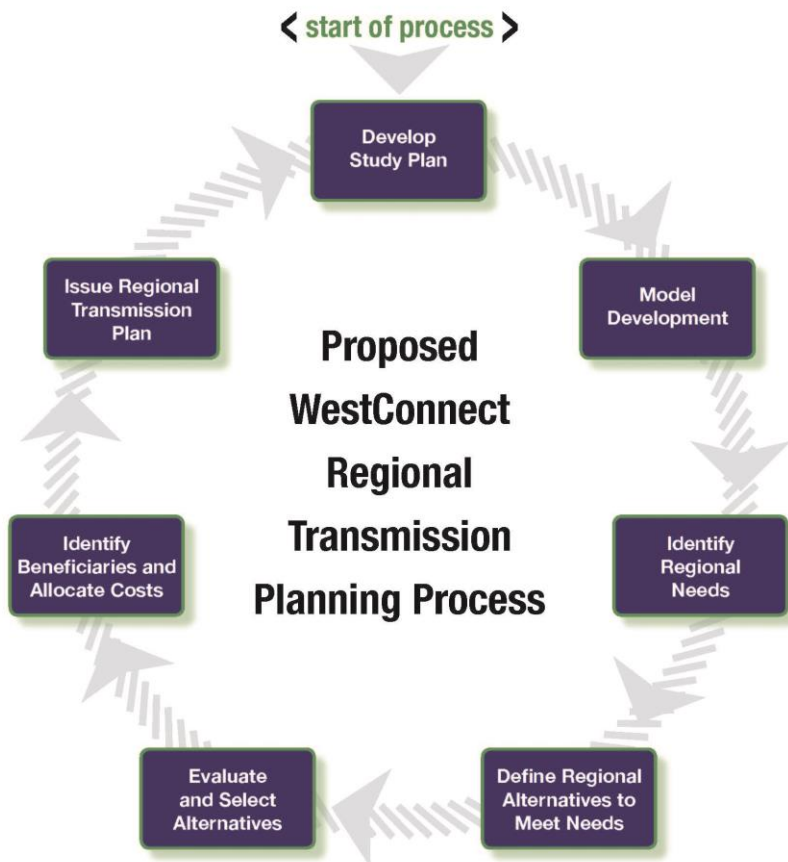 < start of process >
Develop
Study Plan
Model
Development
Identify
Regional
Needs
Define Regional
Alternatives to
Meet Needs
Evaluate
and Select
Alternatives
Identify
Beneficiaries and
Allocate Costs
Issue Regional
Transmission
Plan
Proposed
WestConnect
Regional
Transmission
Planning Process